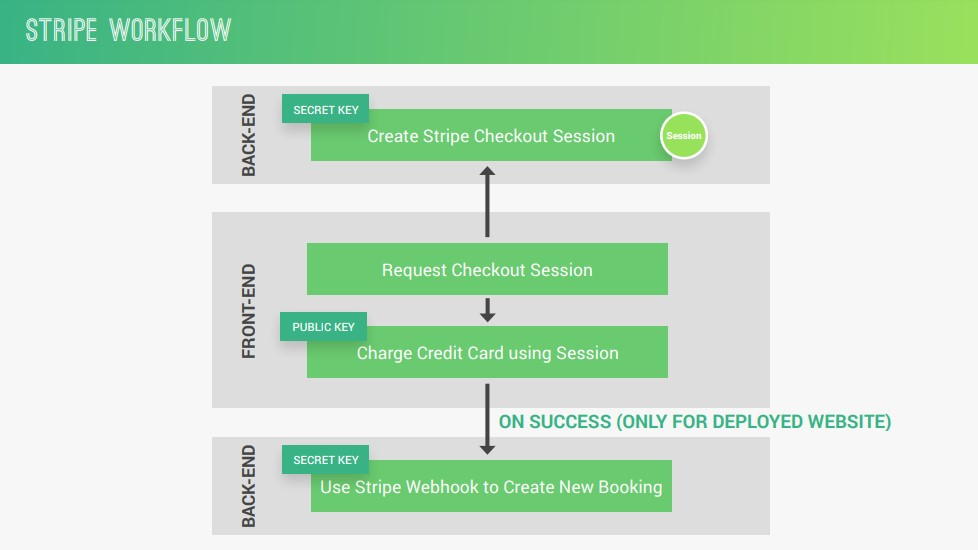 STRIPE WORKFLOW
BACK-END
SECRET KEY
Create Stripe Checkout Session
Session
FRONT-END
Request Checkout Session
PUBLIC KEY
Charge Credit Card using Session
ON SUCCESS (ONLY FOR DEPLOYED WEBSITE)
BACK-END
SECRET KEY
Use Stripe Webhook to Create New Booking